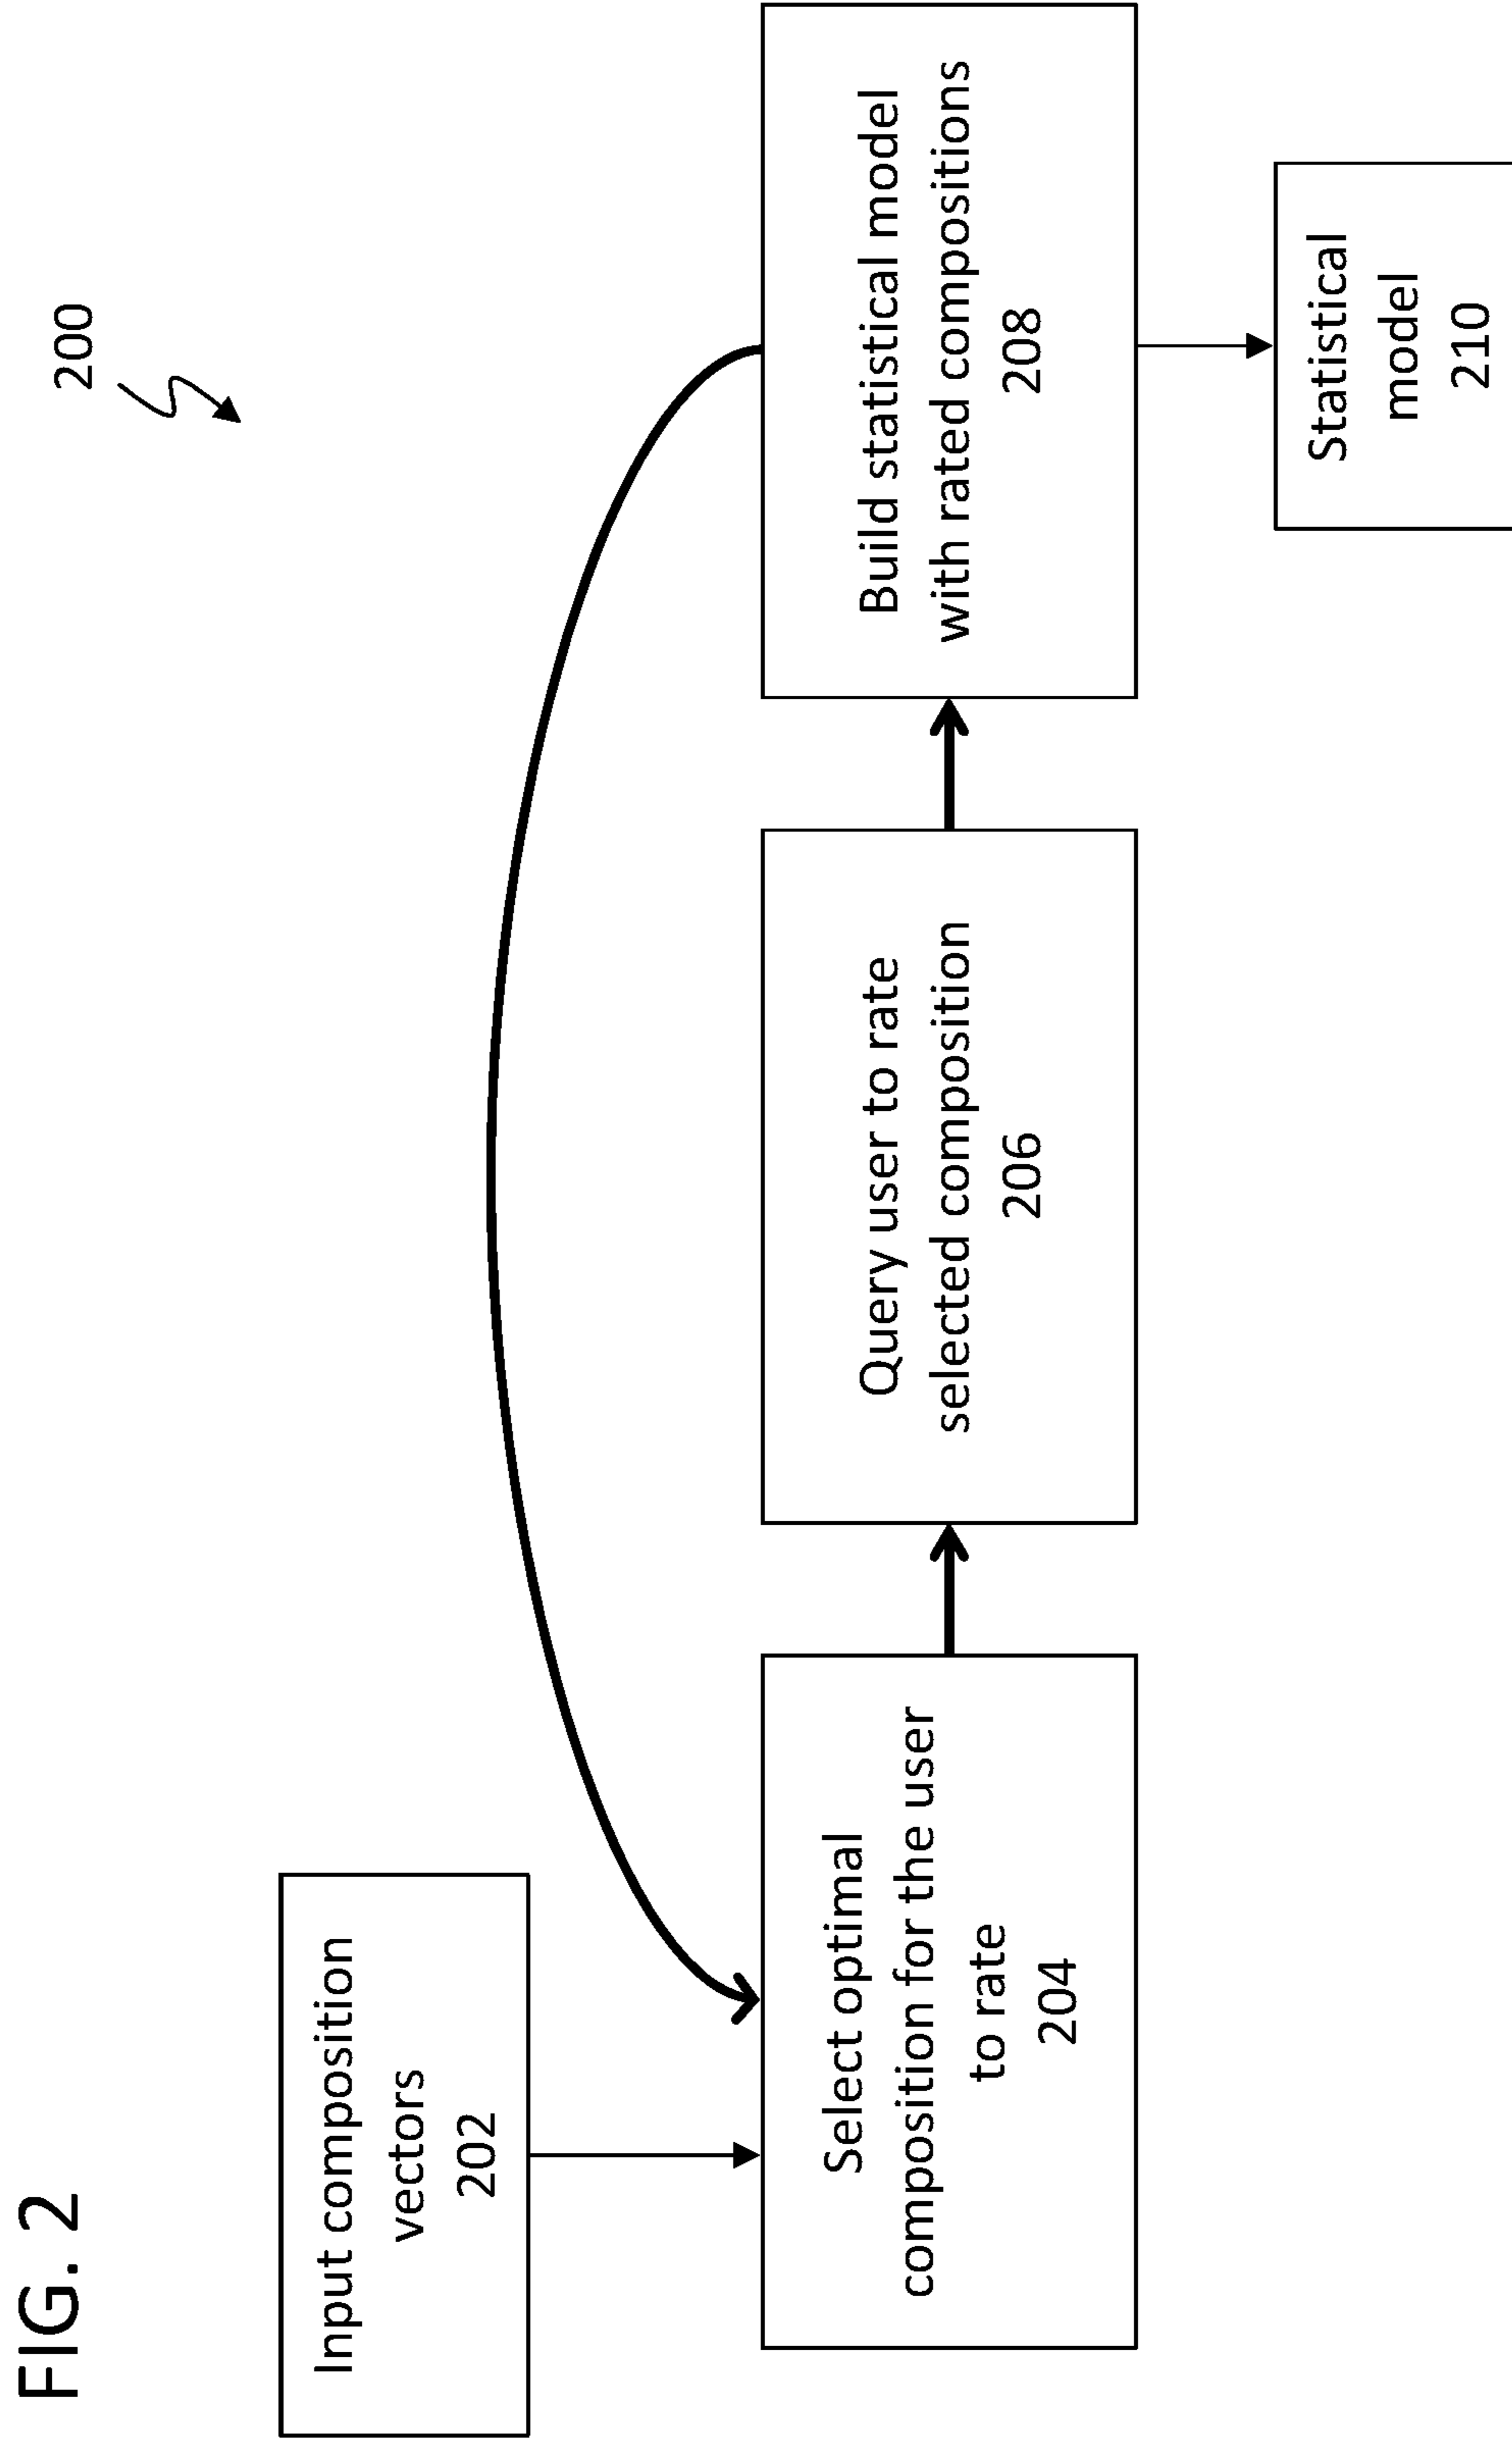 FIG. 2
200
Input composition
vectors
202
Select optimal
composition for the user
to rate
204
Query user to rate
selected composition
206
Build statistical model
with rated compositions
208
Statistical
model
210